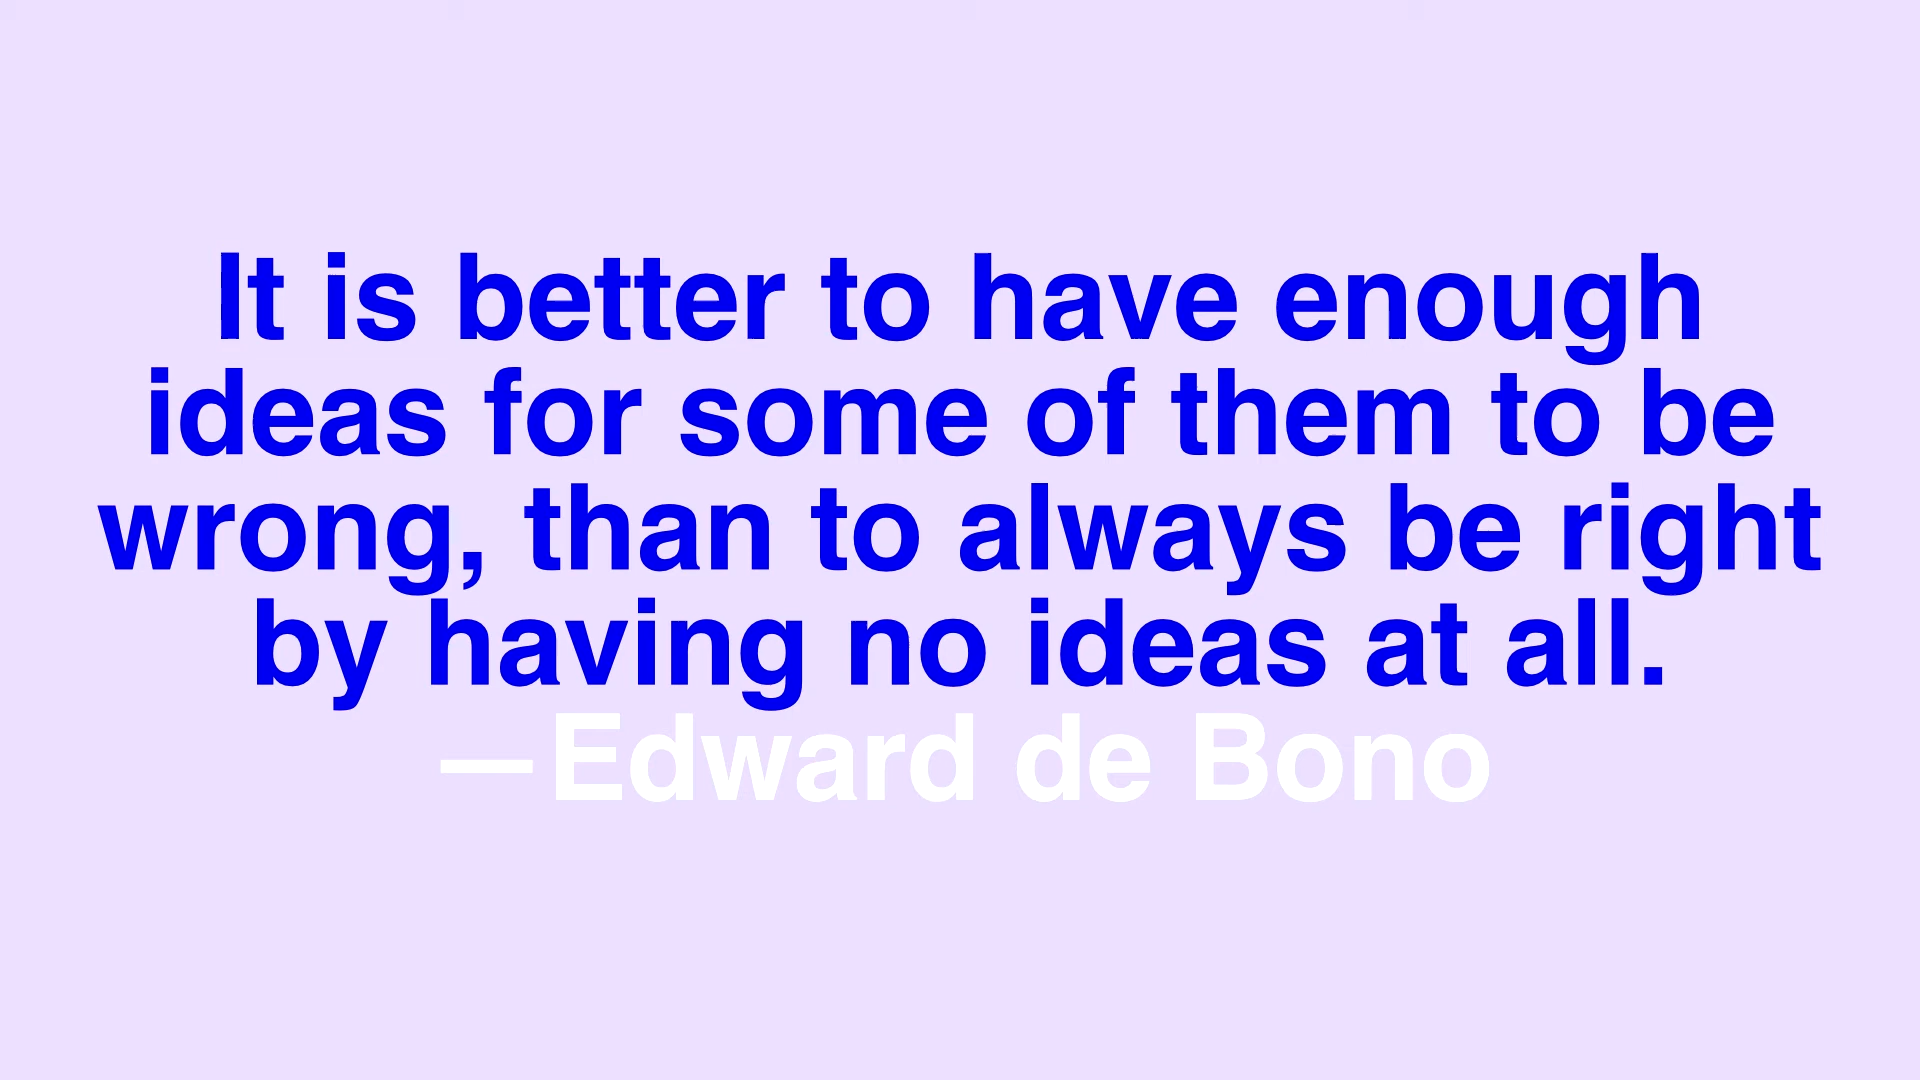 It is better to have enough
ideas for some of them to be
wrong, than to always be right
by having no ideas at all.
—Edward de Bono